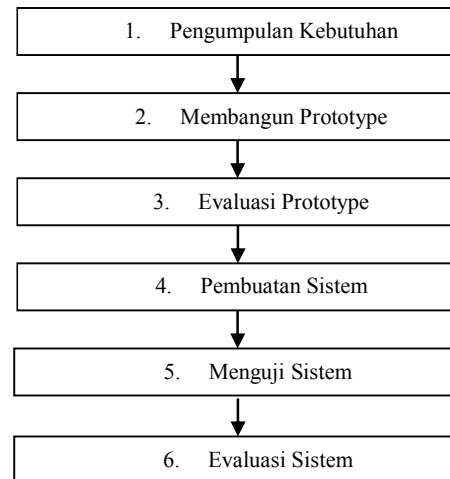 1. Pengumpulan Kebutuhan
2. Membangun Prototype
3. Evaluasi Prototype
4. Pembuatan Sistem
5. Menguji Sistem
6. Evaluasi Sistem